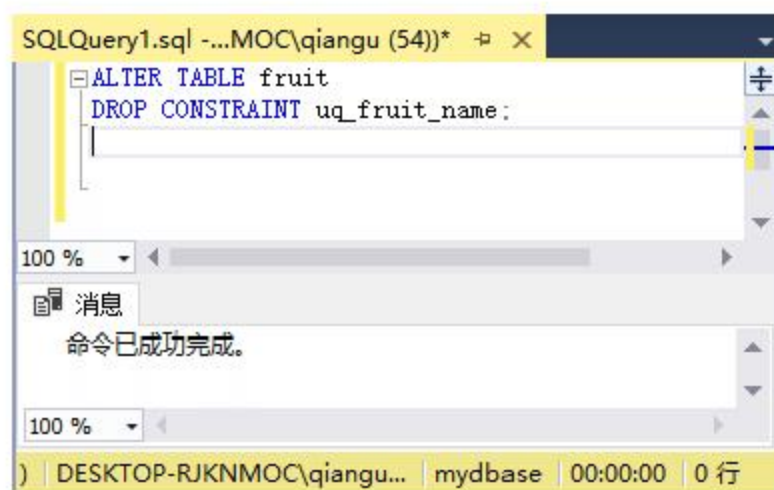 SQLQuery1.sql -...MOC\qiangu (54))*
ALTER TABLE fruit
DROP CONSTRAINT uq_fruit_name;
100 %
消息
命令已成功完成。
100 %
) DESKTOP-RJKNMOC\qiangu... mydbase 00:00:00 0 行